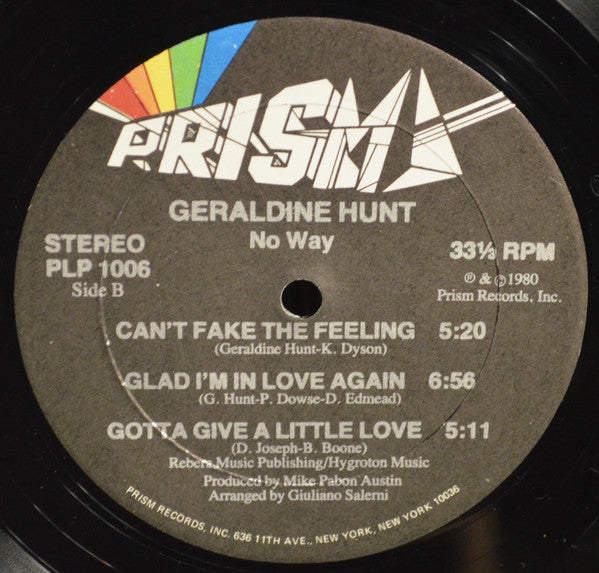 PRISM
GERALDINE HUNT
No Way
STEREO
PLP 1006
Side B
33⅓ RPM
℗ & © 1980
Prism Records, Inc.
CAN'T FAKE THE FEELING 5:20
(Geraldine Hunt-K. Dyson)
GLAD I'M IN LOVE AGAIN 6:56
(G. Hunt-P. Dowse-D. Edmead)
GOTTA GIVE A LITTLE LOVE 5:11
(D. Joseph-B. Boone)
Rebera Music Publishing/Hygroton Music
Produced by Mike Pabon Austin
Arranged by Giuliano Salerni
PRISM RECORDS, INC. 636 11TH AVE., NEW YORK, NEW YORK 10036